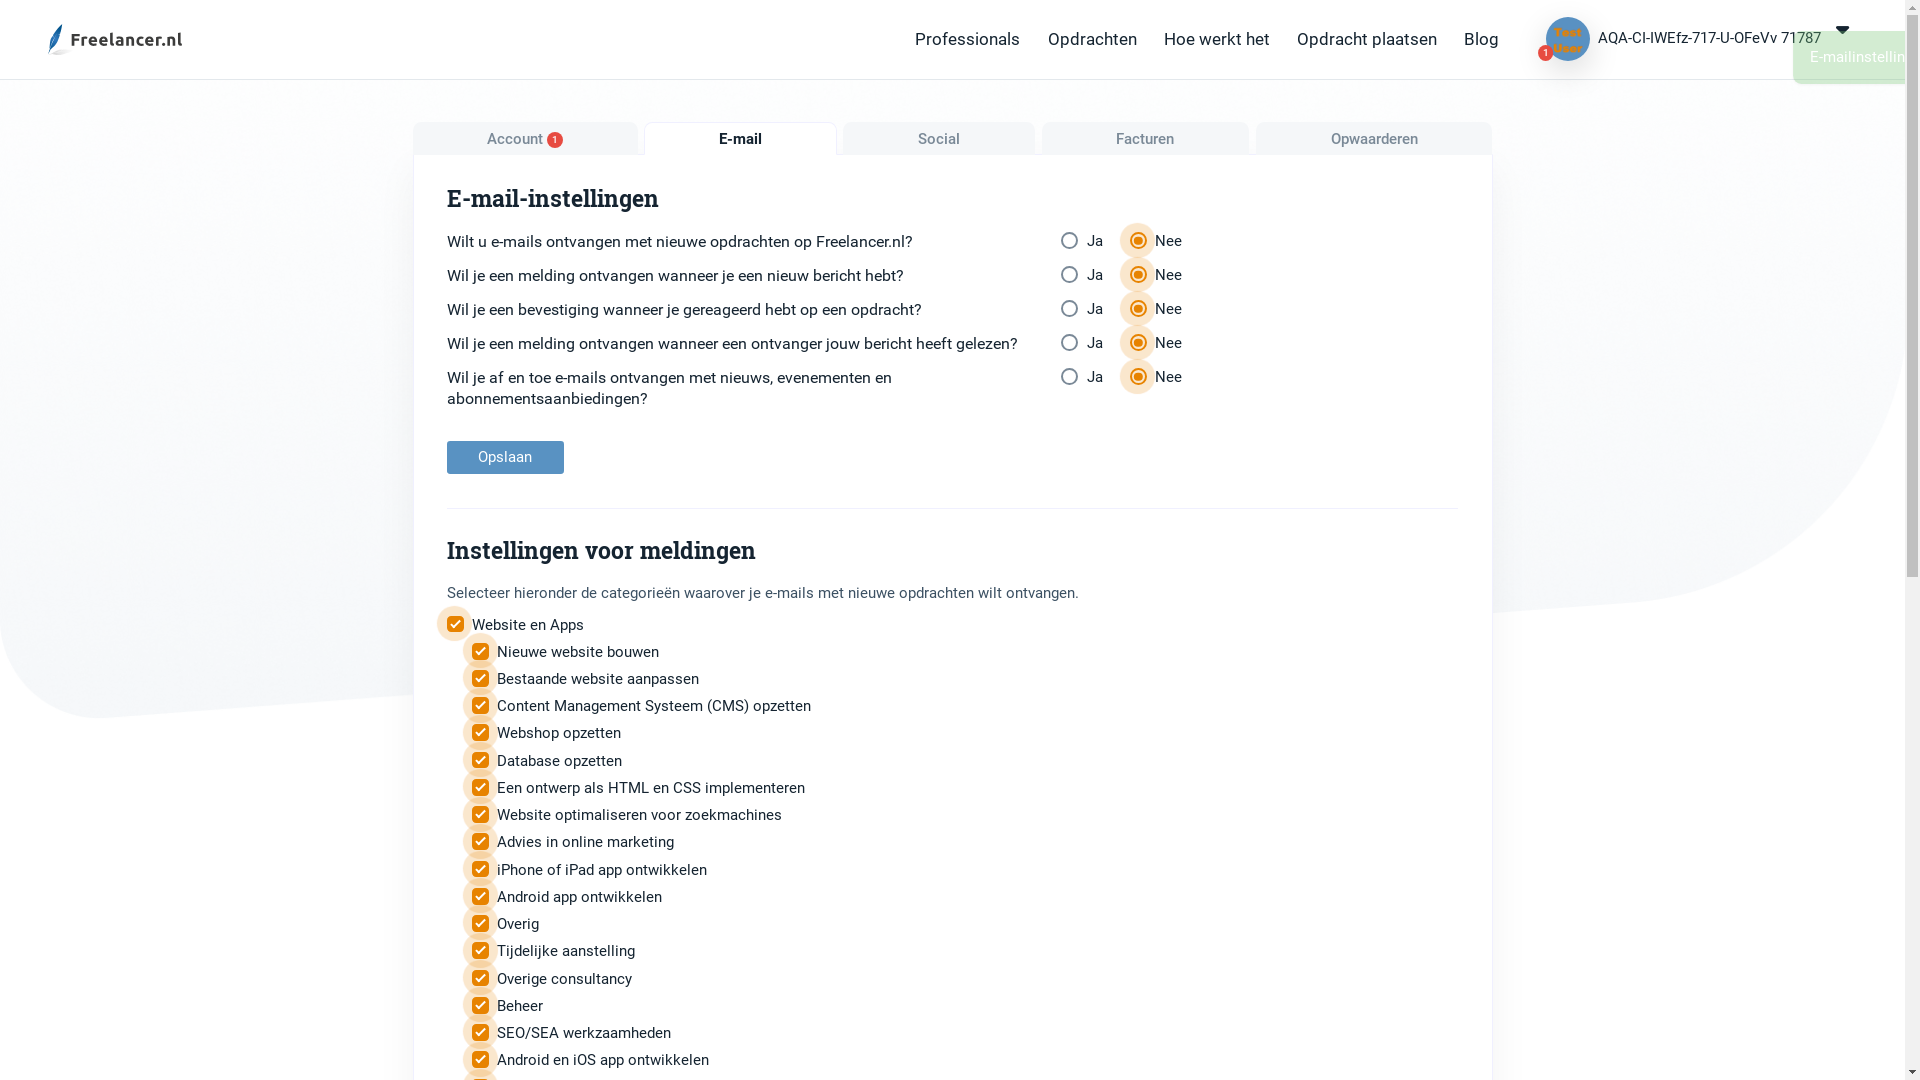 Freelancer.nl
Professionals
Opdrachten
Hoe werkt het
Opdracht plaatsen
Blog
Test
User
1
AQA-CI-IWEfz-717-U-OFeVv 71787
Account 1
E-mail
Social
Facturen
Opwaarderen
E-mail-instellingen
Wilt u e-mails ontvangen met nieuwe opdrachten op Freelancer.nl? Ja Nee
Wil je een melding ontvangen wanneer je een nieuw bericht hebt? Ja Nee
Wil je een bevestiging wanneer je gereageerd hebt op een opdracht? Ja Nee
Wil je een melding ontvangen wanneer een ontvanger jouw bericht heeft gelezen? Ja Nee
Wil je af en toe e-mails ontvangen met nieuws, evenementen en Ja Nee
abonnementsaanbiedingen?
Opslaan
Instellingen voor meldingen
Selecteer hieronder de categorieën waarover je e-mails met nieuwe opdrachten wilt ontvangen.
Website en Apps
Nieuwe website bouwen
Bestaande website aanpassen
Content Management Systeem (CMS) opzetten
Webshop opzetten
Database opzetten
Een ontwerp als HTML en CSS implementeren
Website optimaliseren voor zoekmachines
Advies in online marketing
iPhone of iPad app ontwikkelen
Android app ontwikkelen
Overig
Tijdelijke aanstelling
Overige consultancy
Beheer
SEO/SEA werkzaamheden
Android en iOS app ontwikkelen